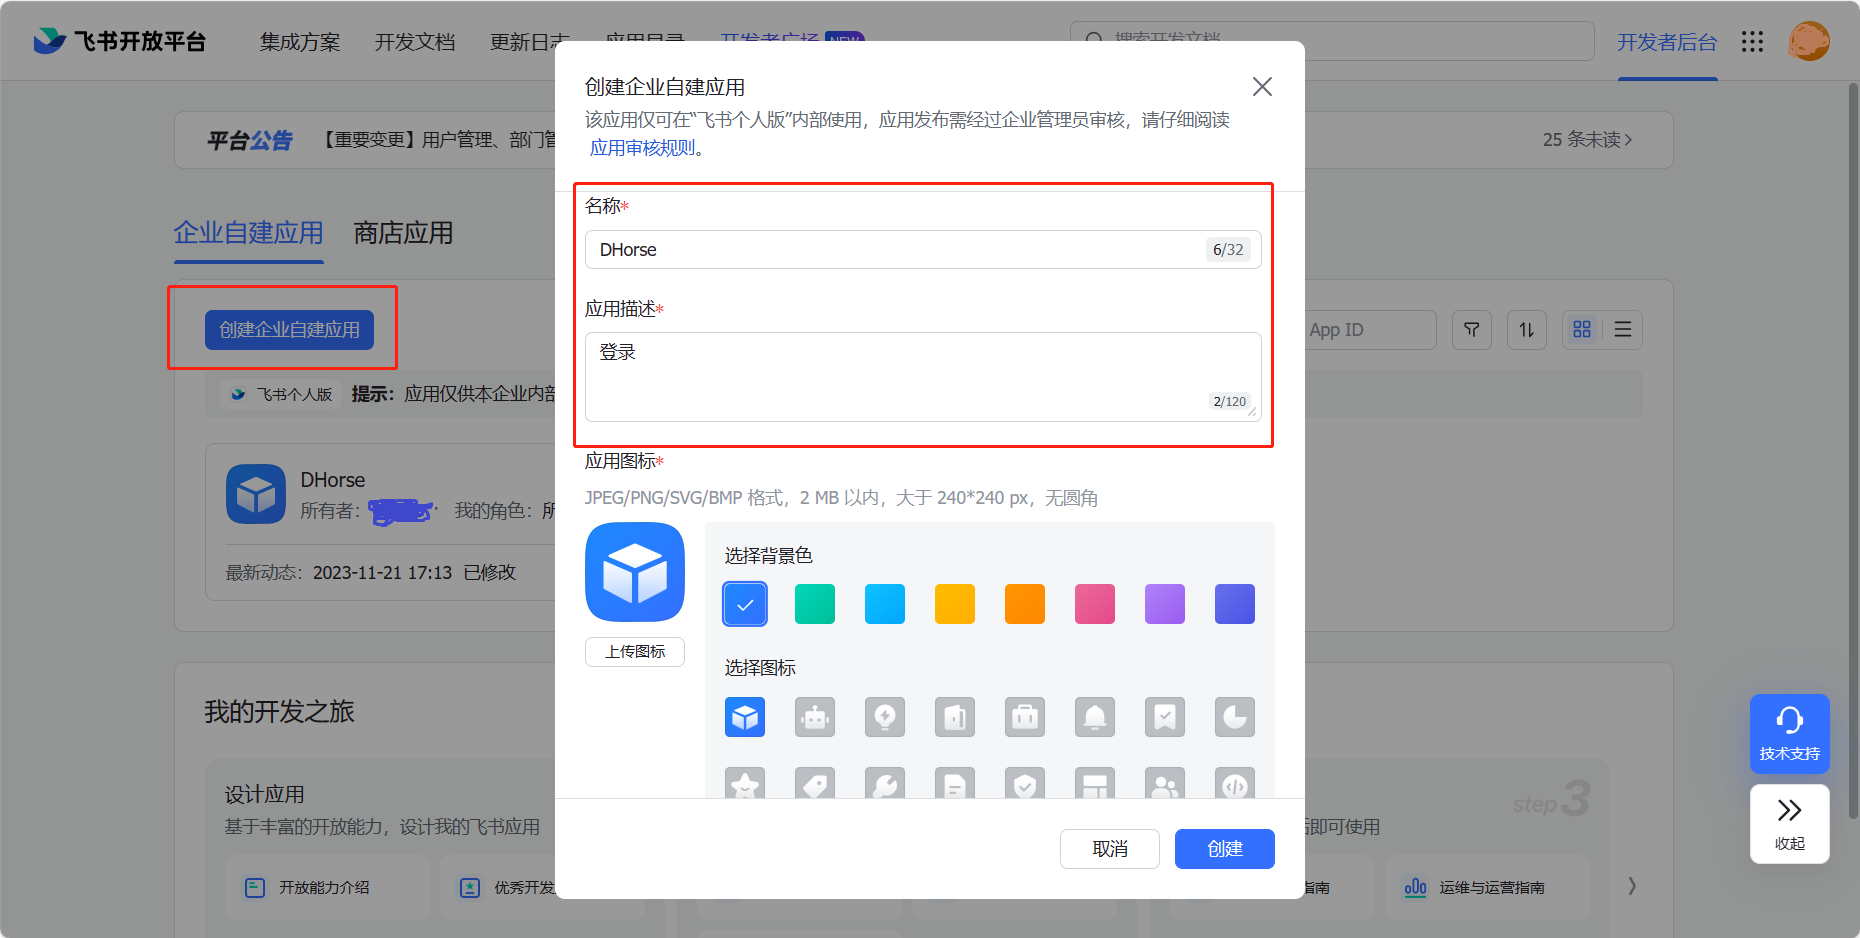 飞书开放平台
集成方案
开发文档
更新日志
应用目录
开发者广场
NEW
搜索开发文档
开发者后台
平台公告
【重要变更】用户管理、部门管
25 条未读
企业自建应用
商店应用
创建企业自建应用
App ID
飞书个人版
提示：应用仅供本企业内部
DHorse
所有者：
我的角色：所
最新动态：2023-11-21 17:13 已修改
我的开发之旅
设计应用
基于丰富的开放能力，设计我的飞书应用
开放能力介绍
优秀开发
step 3
后即可使用
指南
运维与运营指南
技术支持
收起
创建企业自建应用
该应用仅可在“飞书个人版”内部使用，应用发布需经过企业管理员审核，请仔细阅读
应用审核规则。
名称*
DHorse
6/32
应用描述*
登录
2/120
应用图标*
JPEG/PNG/SVG/BMP 格式，2 MB 以内，大于 240*240 px，无圆角
上传图标
选择背景色
选择图标
取消
创建